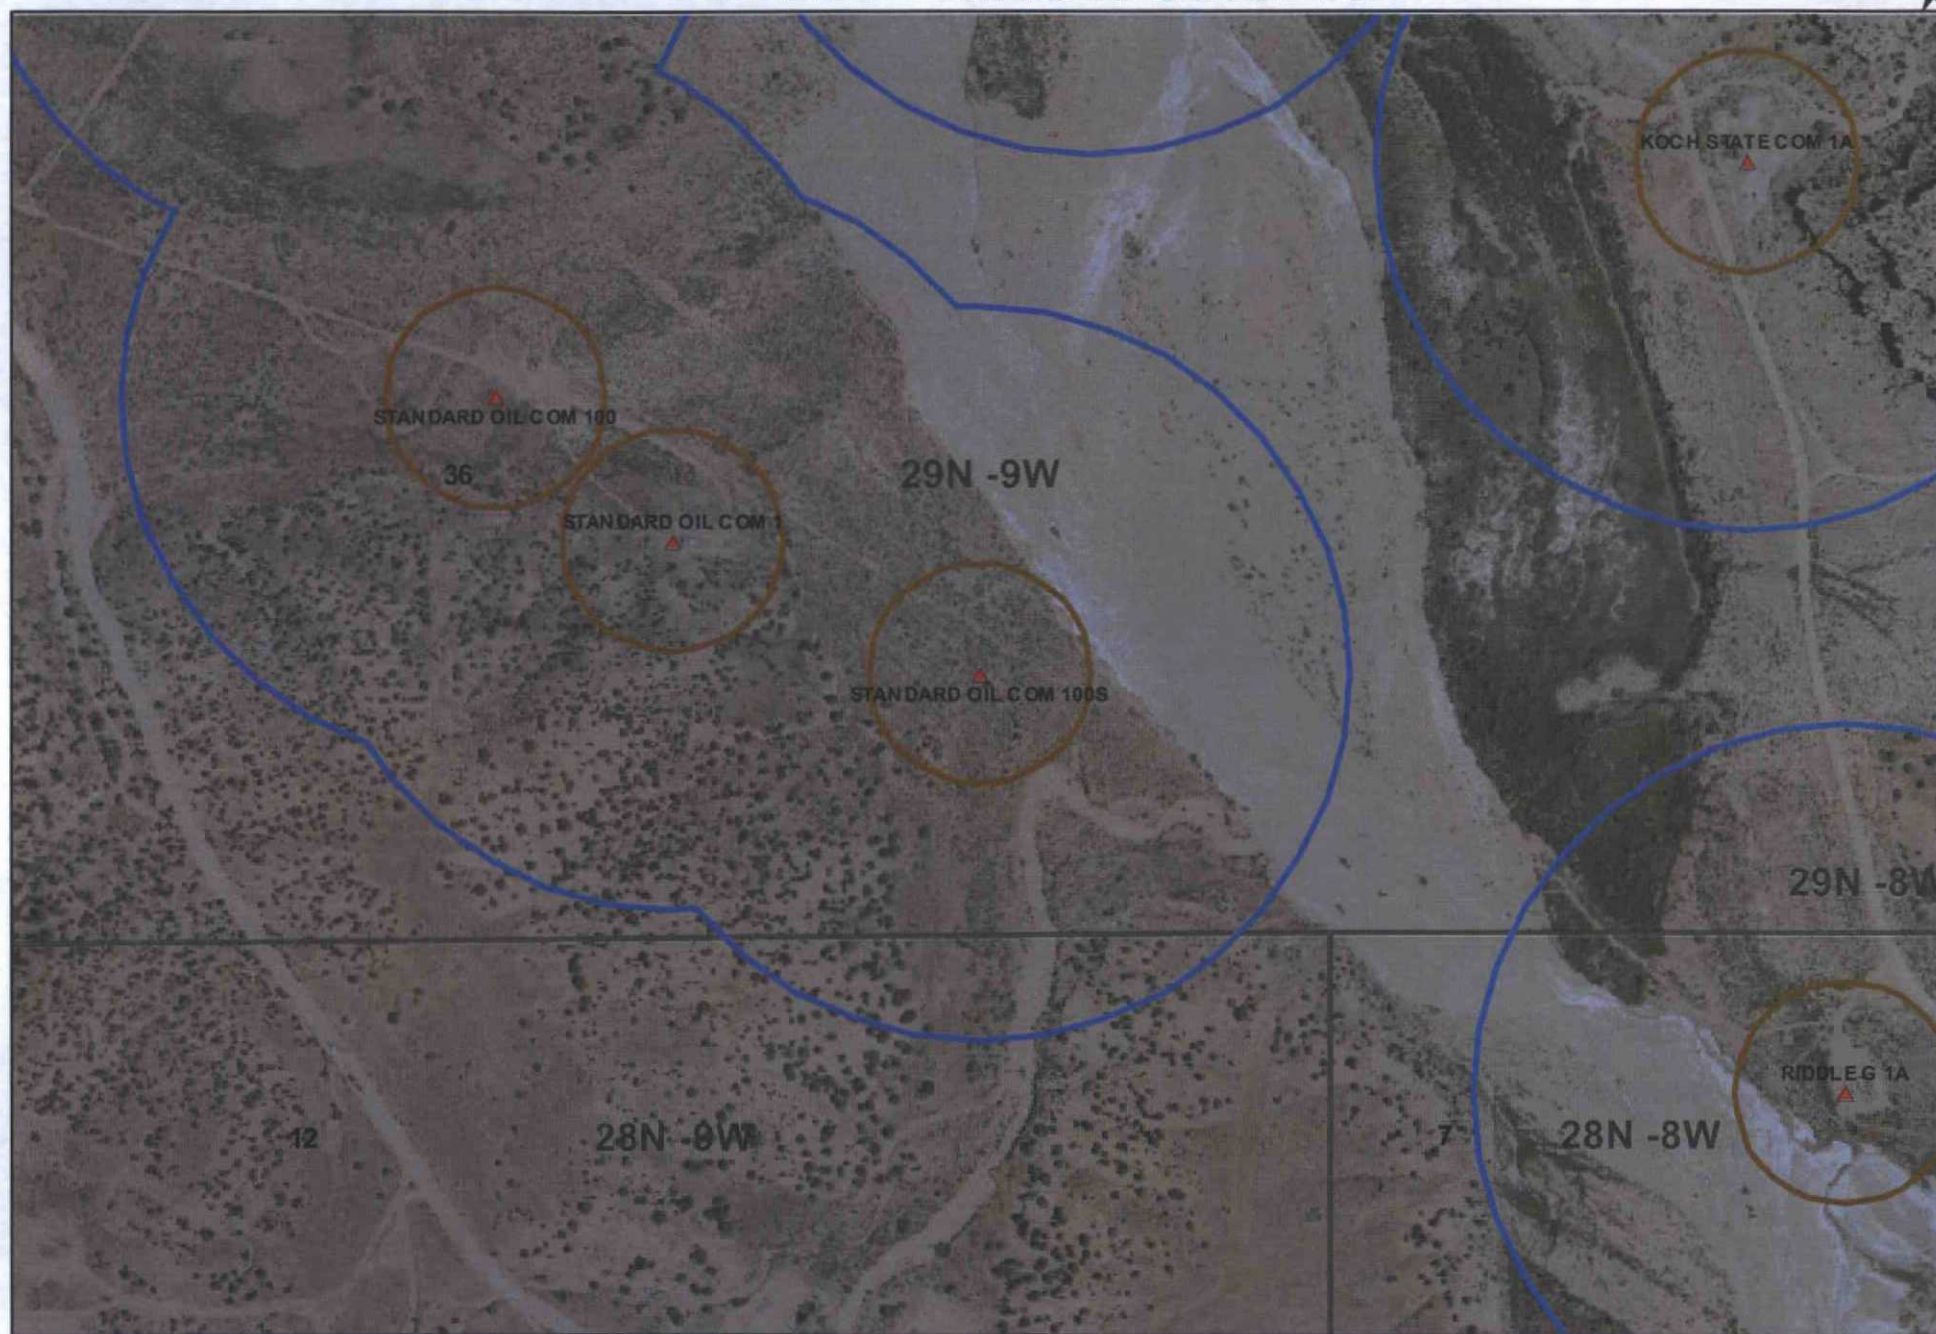 KOCH STATE COM 1A
STANDARD OIL COM 100
36
29N -9W
STANDARD OIL COM 1
STANDARD OIL COM 100S
29N -8W
RIDDLE G 1A
12
28N -9W
7
28N -8W